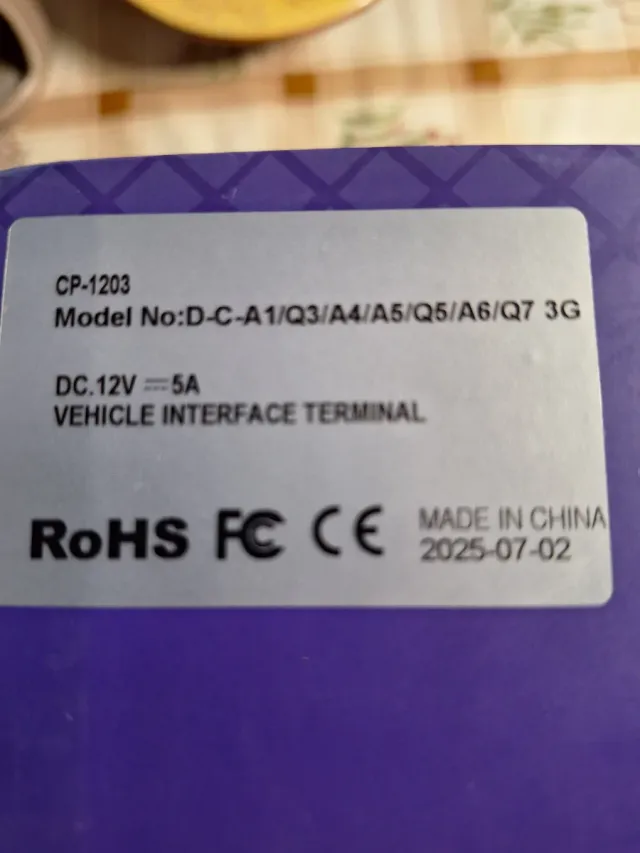 CP-1203
Model No:D-C-A1/Q3/A4/A5/Q5/A6/Q7 3G
DC.12V ⎓5A
VEHICLE INTERFACE TERMINAL
RoHS FC CE MADE IN CHINA
2025-07-02